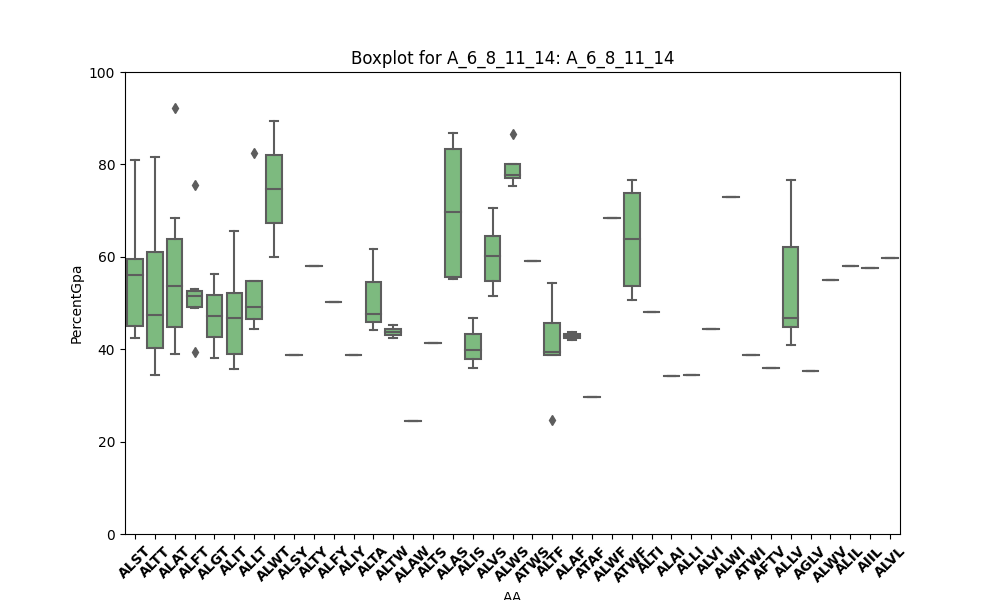 Boxplot for A_6_8_11_14: A_6_8_11_14
PercentGpa
100
80
60
40
20
0
ALST
ALTT
ALAT
ALFT
ALGT
ALIT
ALLT
ALWT
ALSY
ALTY
ALFY
ALIY
ALTA
ALTW
ALAW
ALTS
ALAS
ALIS
ALVS
ALWS
ATWS
ALTF
ALAF
ATAF
ALWF
ATWF
ALTI
ALAI
ALLI
ALVI
ALWI
ATWI
AFTV
ALLV
AGLV
ALWV
ALIL
AIIL
ALVL
AA